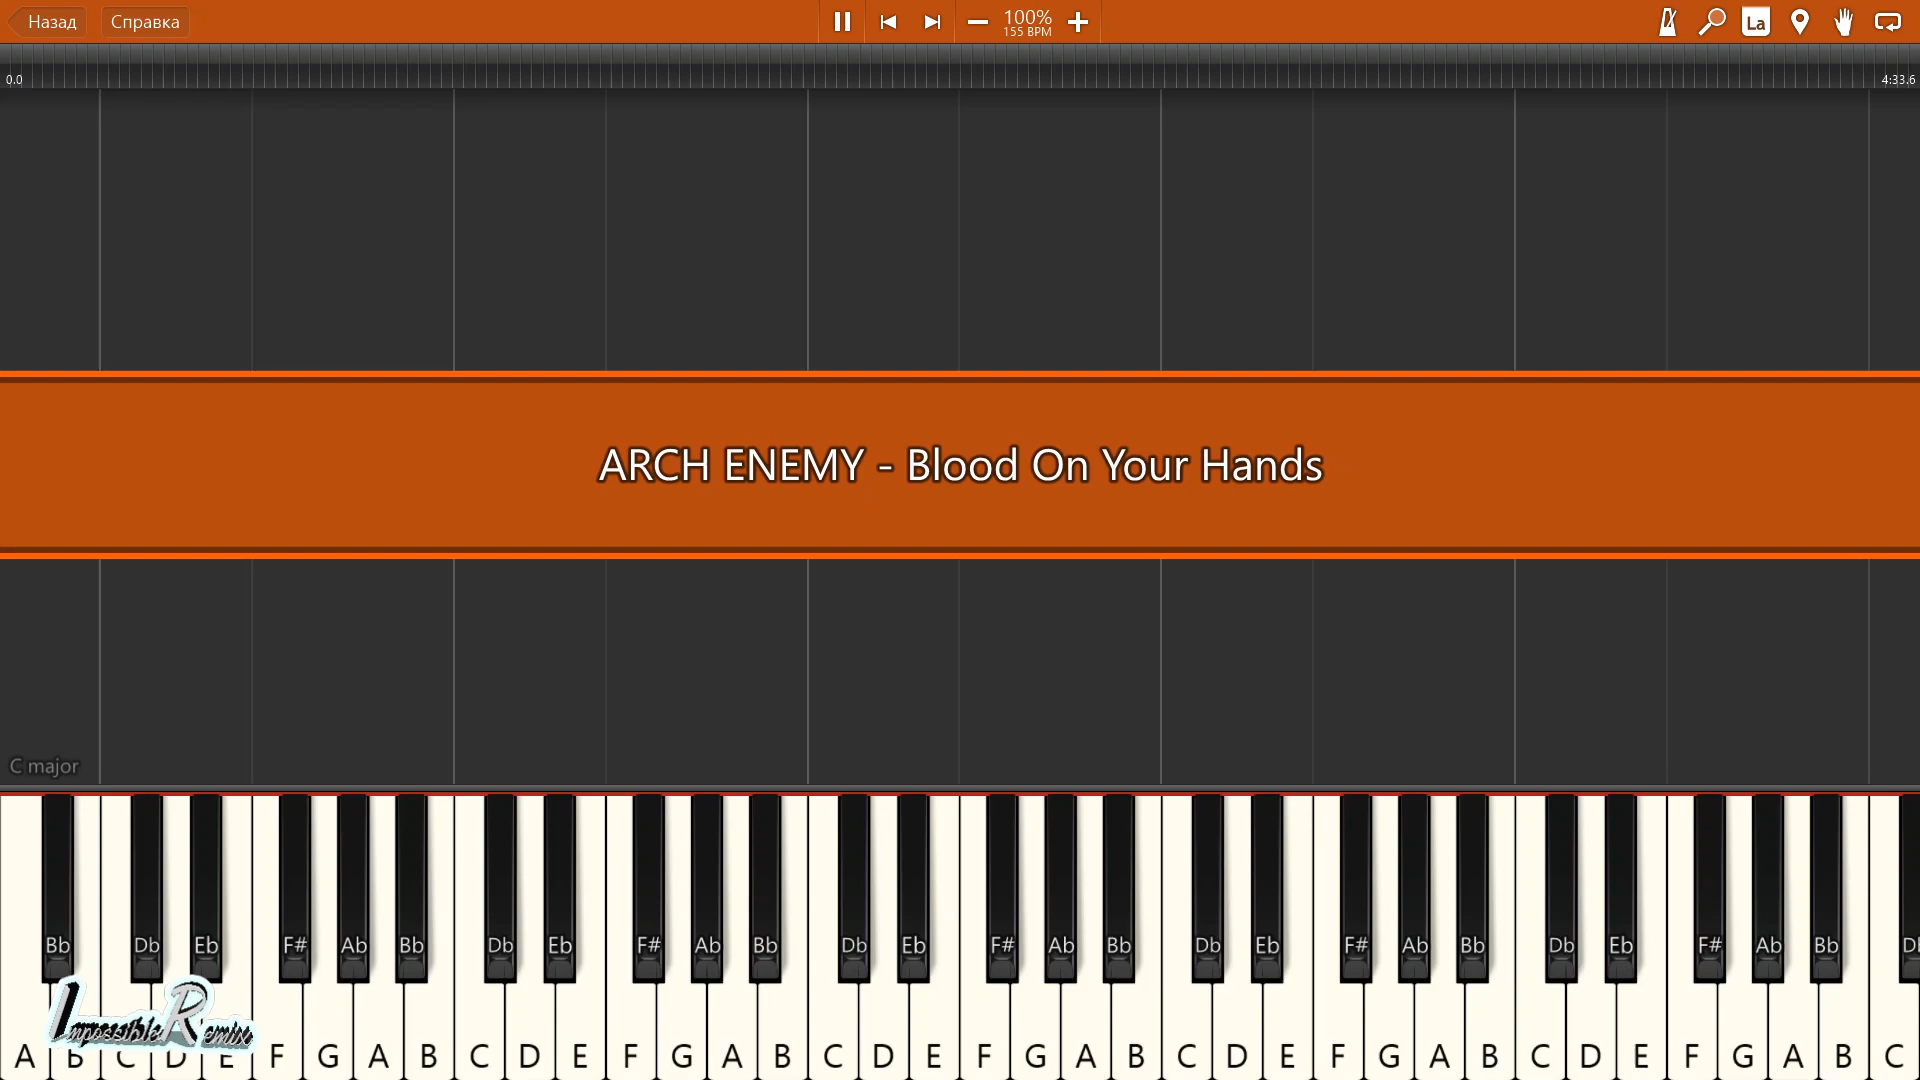 Назад Справка 100% La
155 BPM
0.0 4:33.6
ARCH ENEMY - Blood On Your Hands
C major
Bb Db Eb F# Ab Bb Db Eb F# Ab Bb Db Eb F# Ab Bb Db Eb F# Ab Bb Db Eb F# Ab Bb
Impossible Remix
A B C D E F G A B C D E F G A B C D E F G A B C D E F G A B C D E F G A B C